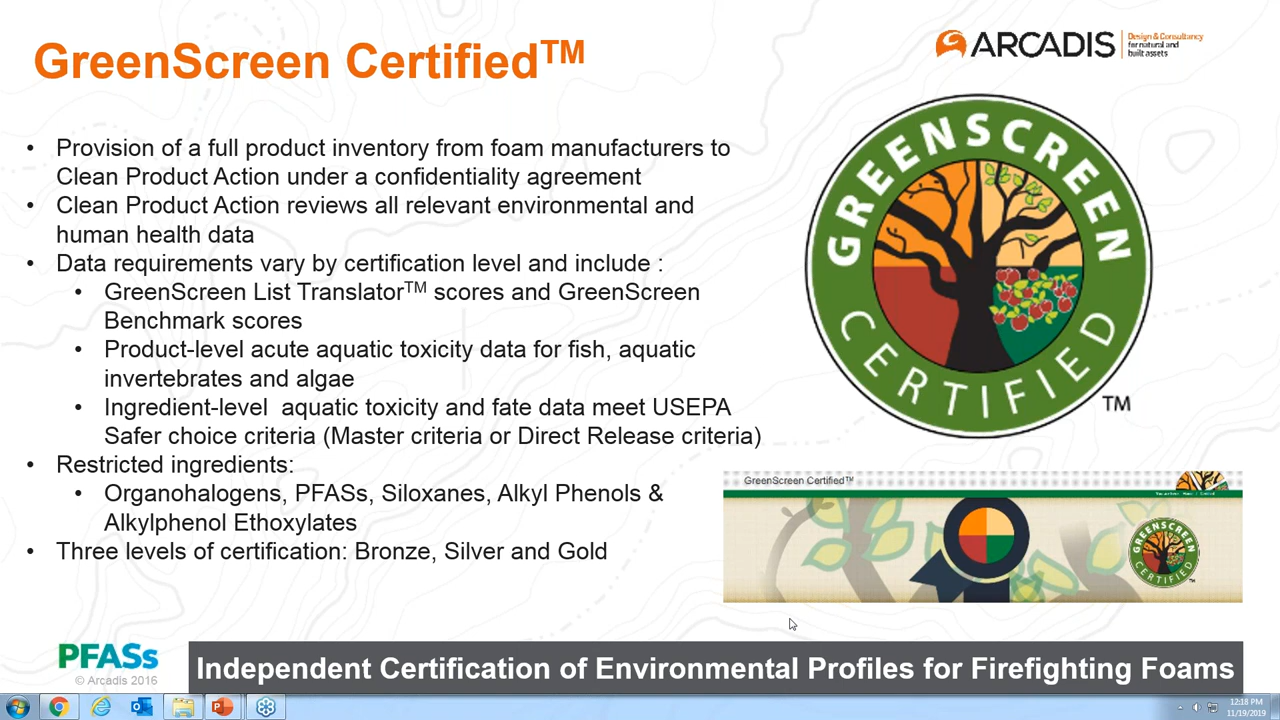 GreenScreen Certified™
ARCADIS
Design & Consultancy
for natural and
built assets
• Provision of a full product inventory from foam manufacturers to
Clean Product Action under a confidentiality agreement
• Clean Product Action reviews all relevant environmental and
human health data
• Data requirements vary by certification level and include :
• GreenScreen List Translator™ scores and GreenScreen
Benchmark scores
• Product-level acute aquatic toxicity data for fish, aquatic
invertebrates and algae
• Ingredient-level  aquatic toxicity and fate data meet USEPA
Safer choice criteria (Master criteria or Direct Release criteria)
• Restricted ingredients:
• Organohalogens, PFASs, Siloxanes, Alkyl Phenols &
Alkylphenol Ethoxylates
• Three levels of certification: Bronze, Silver and Gold
GREENSCREEN
CERTIFIED
TM
GreenScreen Certified™
GREENSCREEN
CERTIFIED
PFASs
© Arcadis 2016
Independent Certification of Environmental Profiles for Firefighting Foams
12:18 PM
11/19/2019